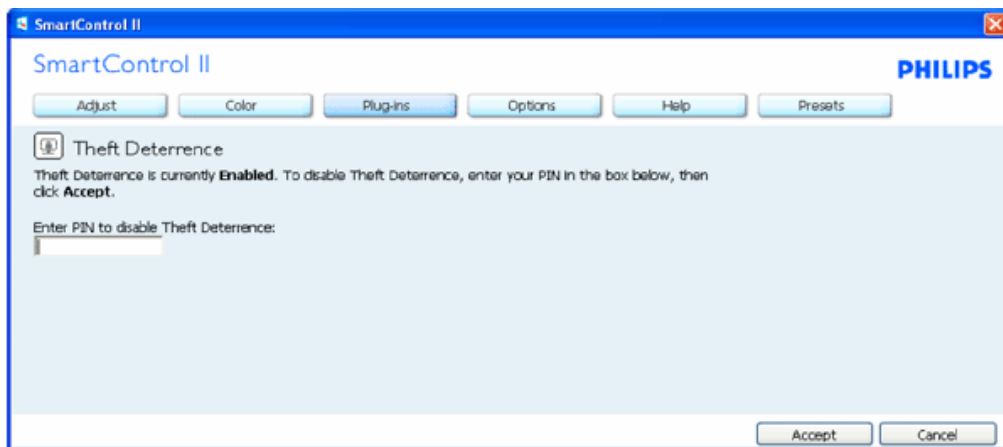 SmartControl II
SmartControl II
PHILIPS
Adjust Color Plug-ins Options Help Presets
Theft Deterrence
Theft Deterrence is currently Enabled. To disable Theft Deterrence, enter your PIN in the box below, then
click Accept.
Enter PIN to disable Theft Deterrence:
Accept Cancel